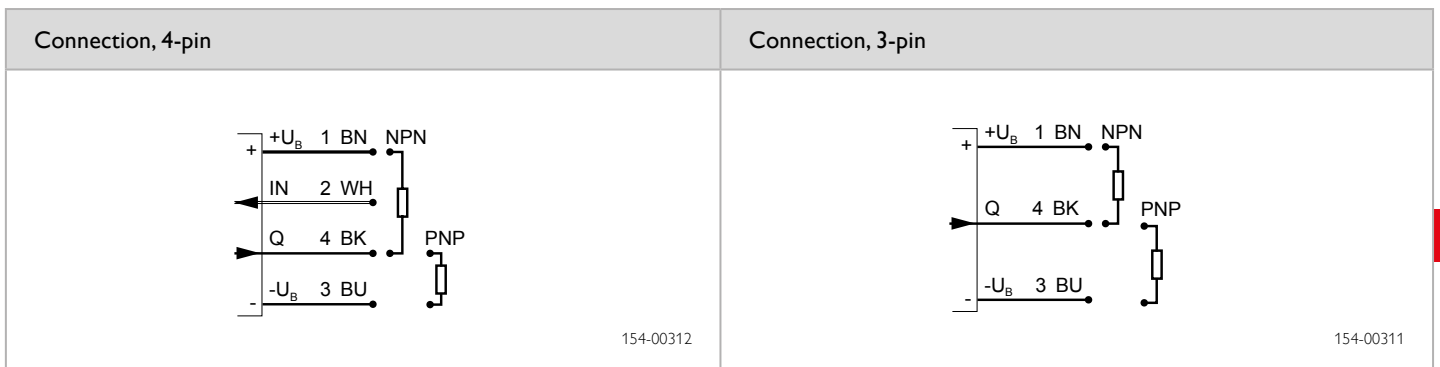 Connection, 4-pin
+
+U_B 1 BN NPN
IN 2 WH
Q 4 BK PNP
-
-U_B 3 BU
154-00312
Connection, 3-pin
+
+U_B 1 BN NPN
Q 4 BK PNP
-
-U_B 3 BU
154-00311